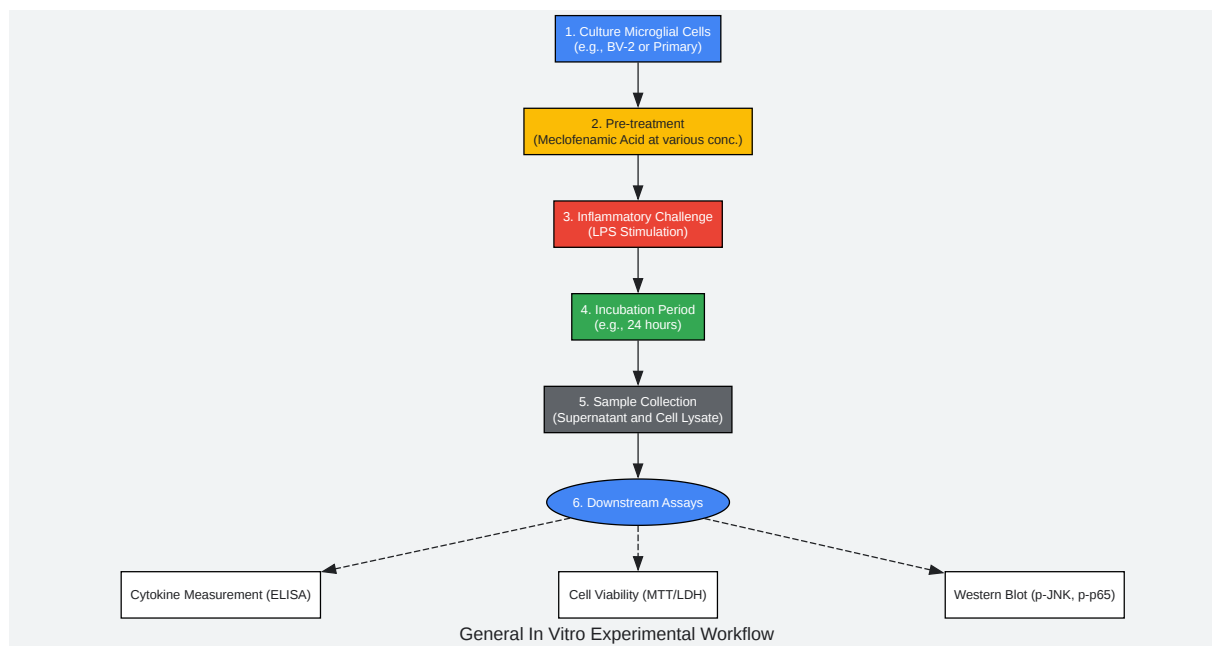 1. Culture Microglial Cells
(e.g., BV-2 or Primary)
2. Pre-treatment
(Meclofenamic Acid at various conc.)
3. Inflammatory Challenge
(LPS Stimulation)
4. Incubation Period
(e.g., 24 hours)
5. Sample Collection
(Supernatant and Cell Lysate)
6. Downstream Assays
Cytokine Measurement (ELISA)
Cell Viability (MTT/LDH)
Western Blot (p-JNK, p-p65)
General In Vitro Experimental Workflow